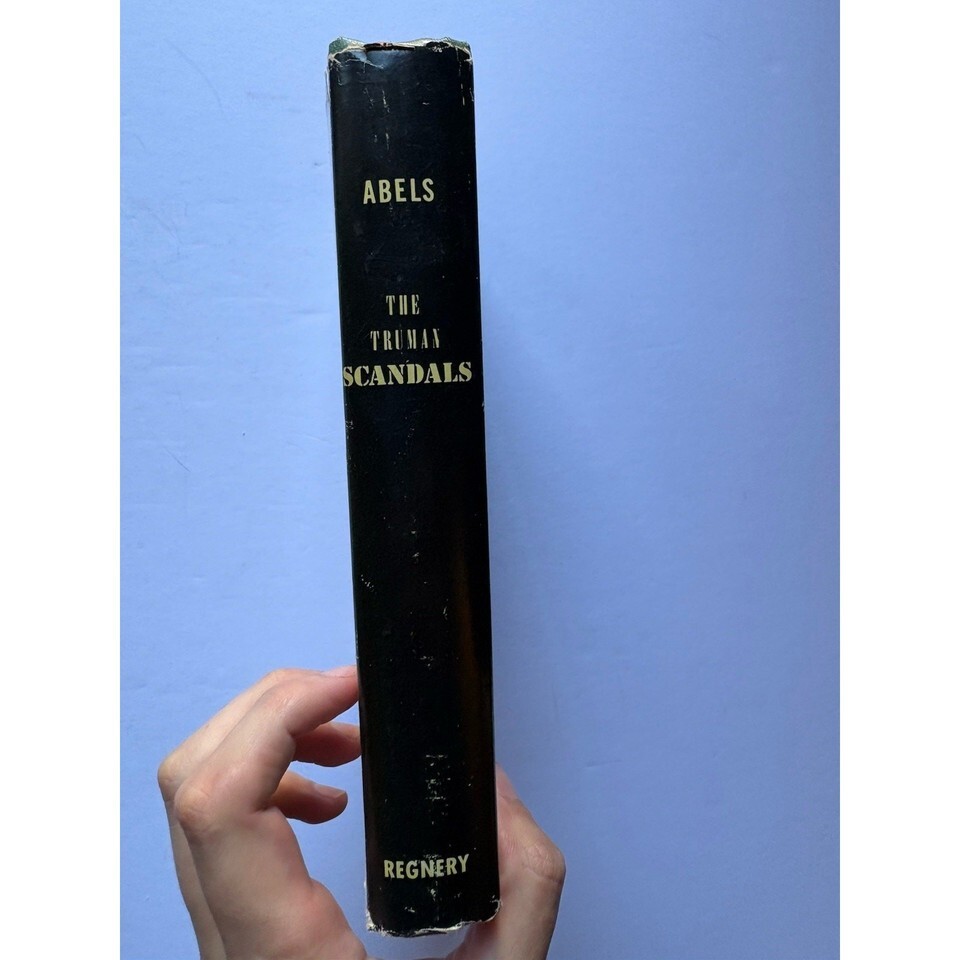 ABELS
THE
TRUMAN
SCANDALS
REGNERY